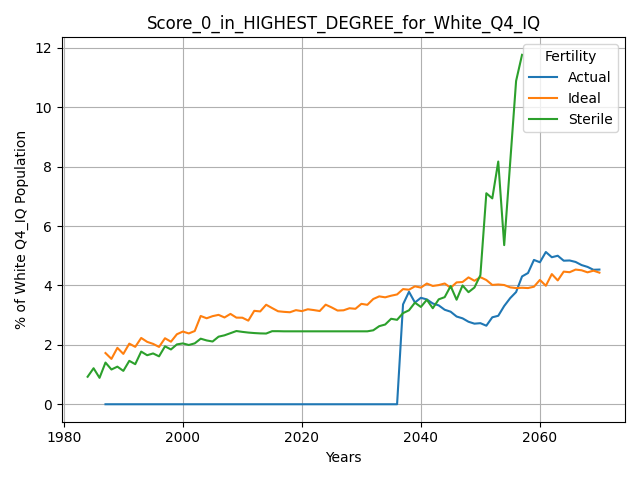 Score_0_in_HIGHEST_DEGREE_for_White_Q4_IQ
% of White Q4_IQ Population
12
10
8
6
4
2
0
Fertility
Actual
Ideal
Sterile
1980 2000 2020 2040 2060
Years